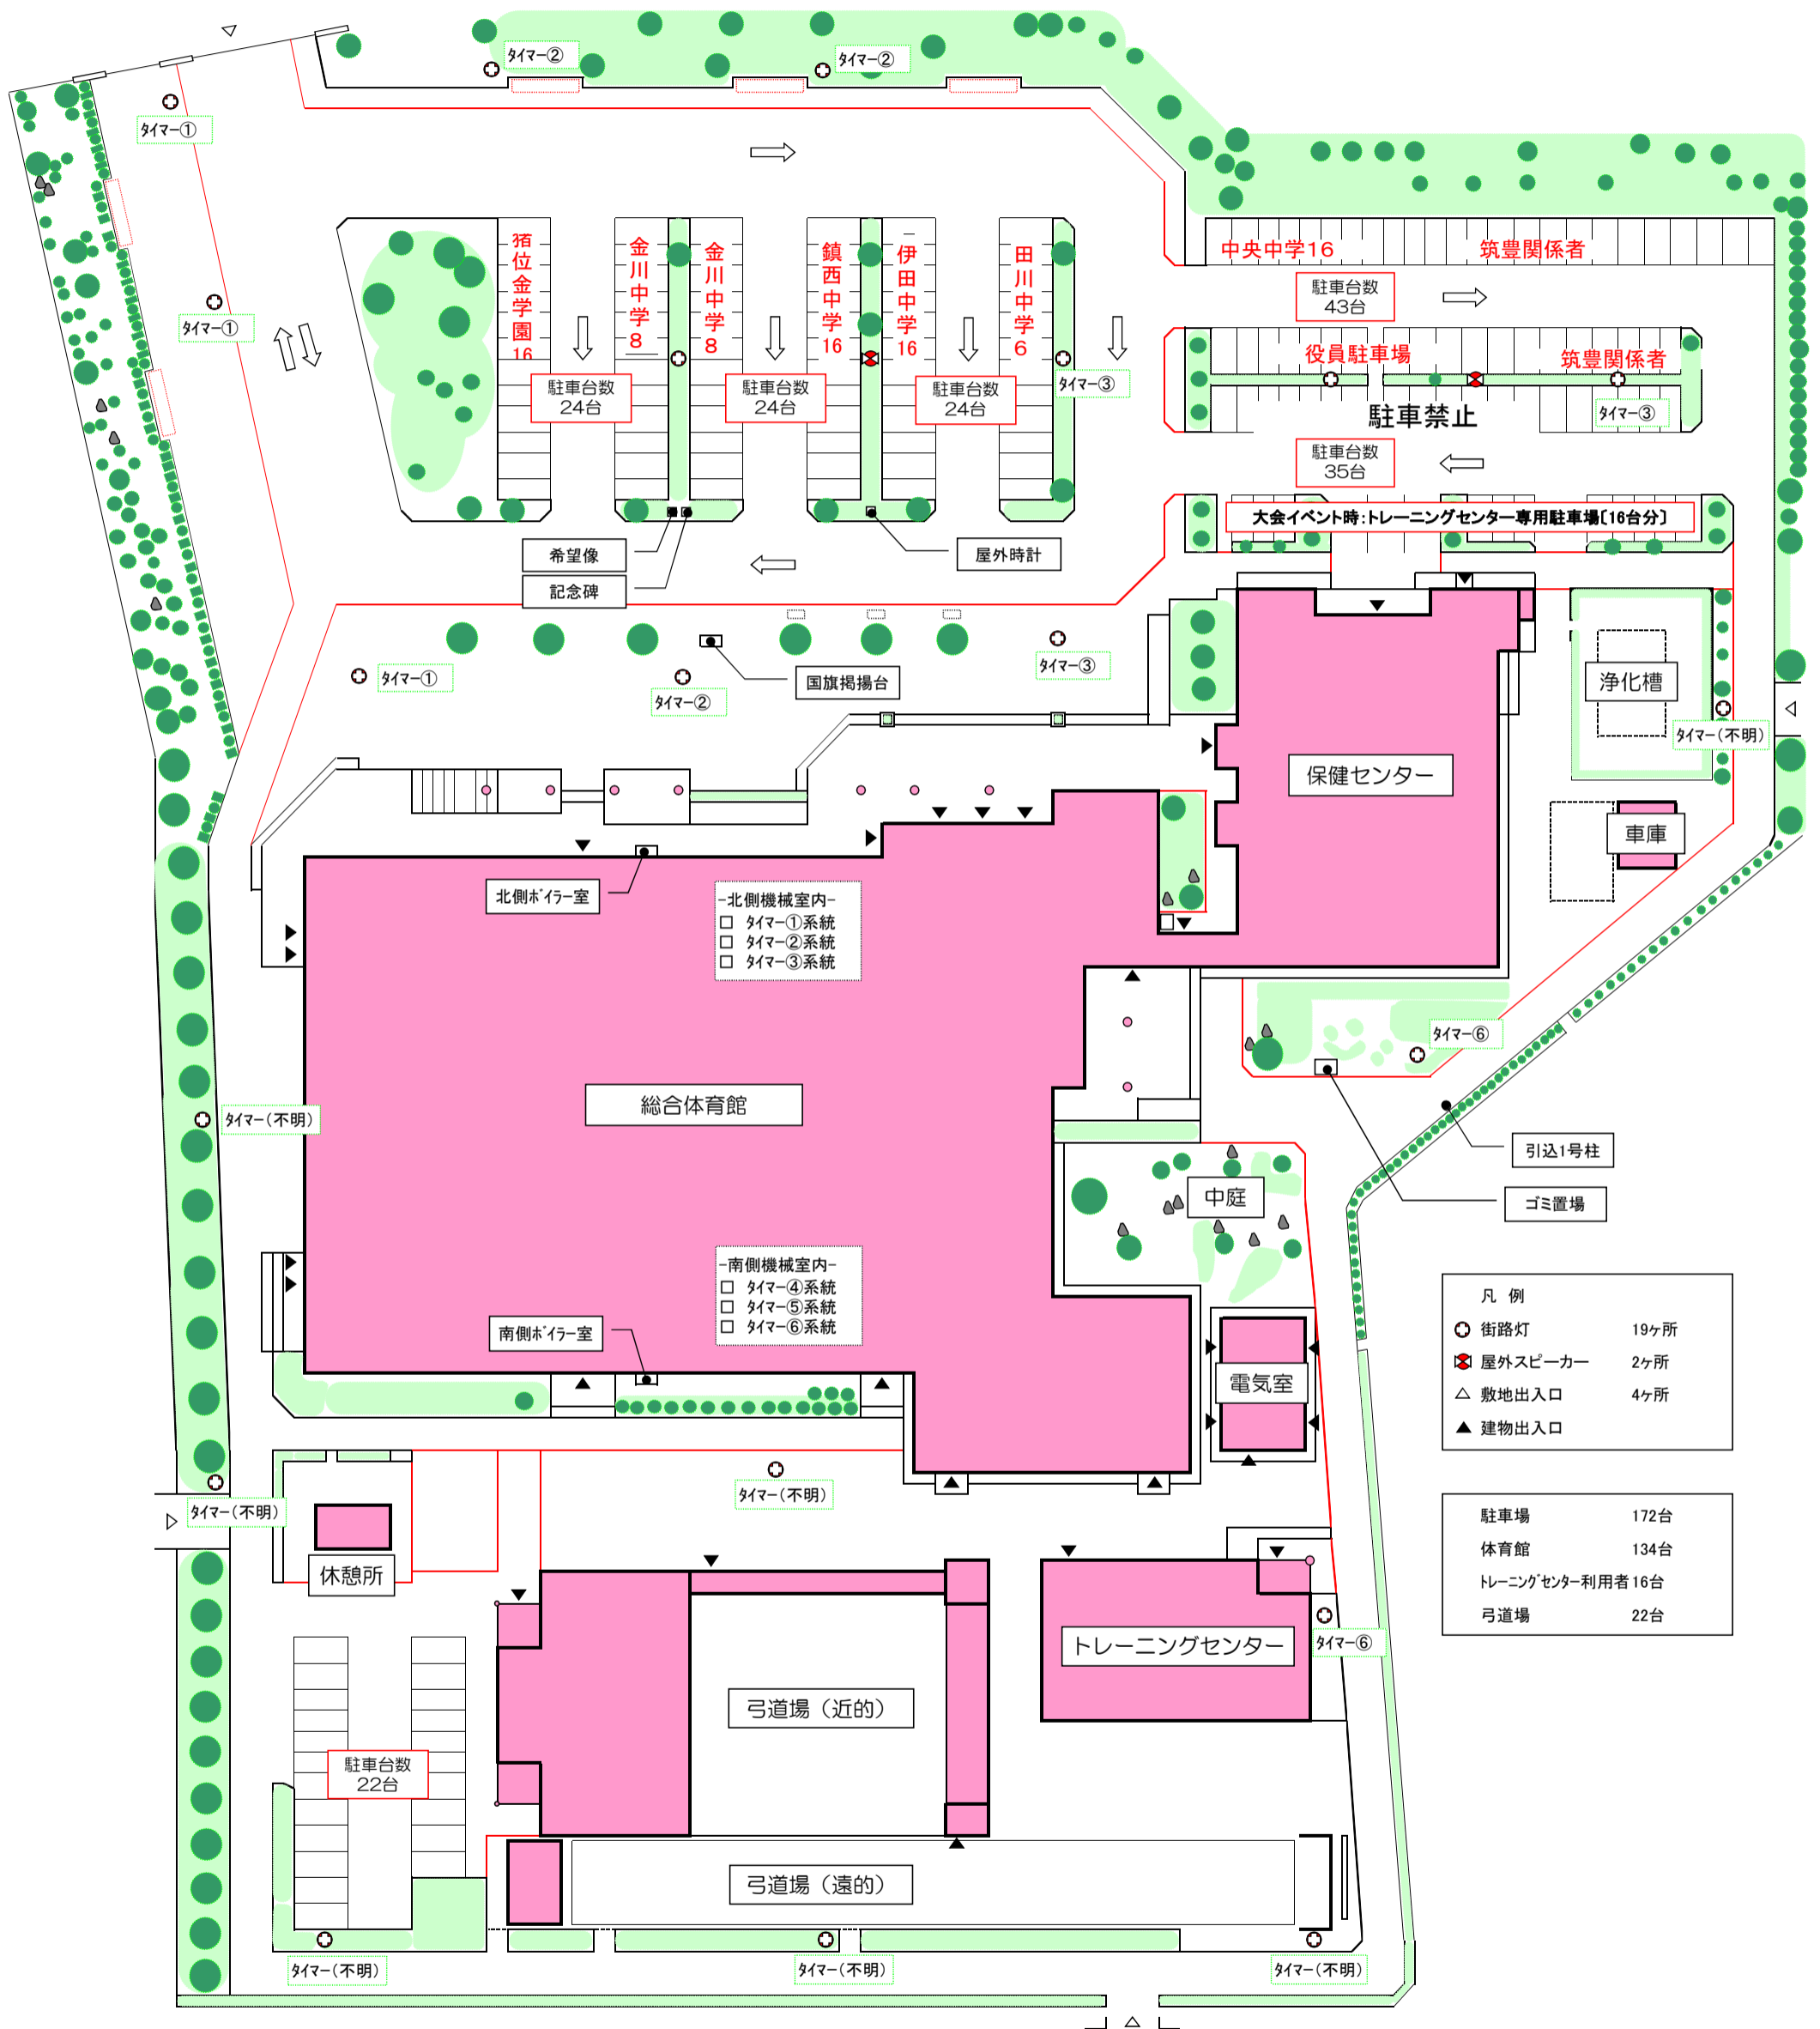 タイマー②
タイマー②
タイマー①
タイマー①
猪位金学園16
金川中学8
金川中学8
鎮西中学16
伊田中学16
田川中学6
中央中学16
筑豊関係者
駐車台数
43台
役員駐車場
筑豊関係者
駐車台数
24台
駐車台数
24台
駐車台数
24台
タイマー③
タイマー③
駐車禁止
駐車台数
35台
大会イベント時:トレーニングセンター専用駐車場〔16台分〕
希望像
屋外時計
記念碑
タイマー①
タイマー②
国旗掲揚台
タイマー③
浄化槽
タイマー(不明)
保健センター
車庫
北側ﾎﾞｲﾗｰ室
-北側機械室内-
□ タイマー①系統
□ タイマー②系統
□ タイマー③系統
タイマー⑥
総合体育館
タイマー(不明)
引込1号柱
中庭
ゴミ置場
-南側機械室内-
□ タイマー④系統
□ タイマー⑤系統
□ タイマー⑥系統
南側ﾎﾞｲﾗｰ室
電気室
凡 例
街路灯 19ヶ所
屋外スピーカー 2ヶ所
敷地出入口 4ヶ所
建物出入口
タイマー(不明)
タイマー(不明)
駐車場 172台
体育館 134台
ﾄﾚｰﾆﾝｸﾞｾﾝﾀｰ利用者 16台
弓道場 22台
休憩所
トレーニングセンター
タイマー⑥
弓道場（近的）
駐車台数
22台
弓道場（遠的）
タイマー(不明)
タイマー(不明)
タイマー(不明)